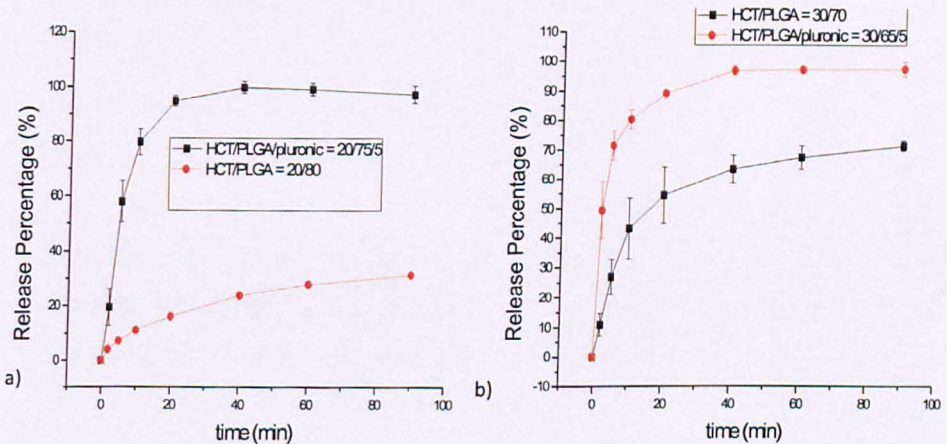 a)
120
100
80
60
40
20
0
Release Percentage (%)
HCT/PLGA/pluronic = 20/75/5
HCT/PLGA = 20/80
0 20 40 60 80 100
time (min)
b)
HCT/PLGA = 30/70
HCT/PLGA/pluronic = 30/65/5
110
100
90
80
70
60
50
40
30
20
10
0
-10
Release Percentage (%)
0 20 40 60 80 100
time (min)